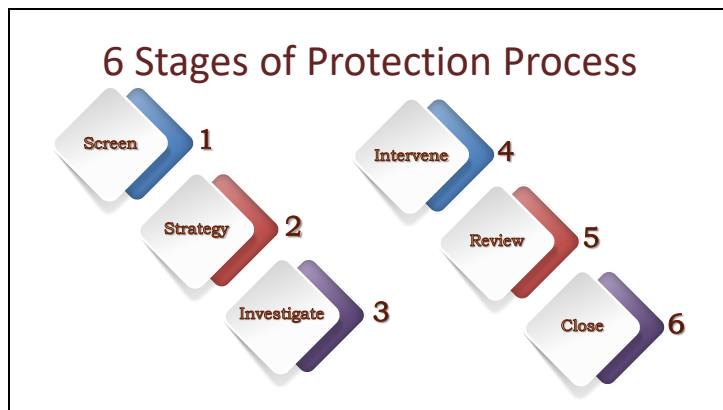 6 Stages of Protection Process
Screen 1
Strategy 2
Investigate 3
Intervene 4
Review 5
Close 6